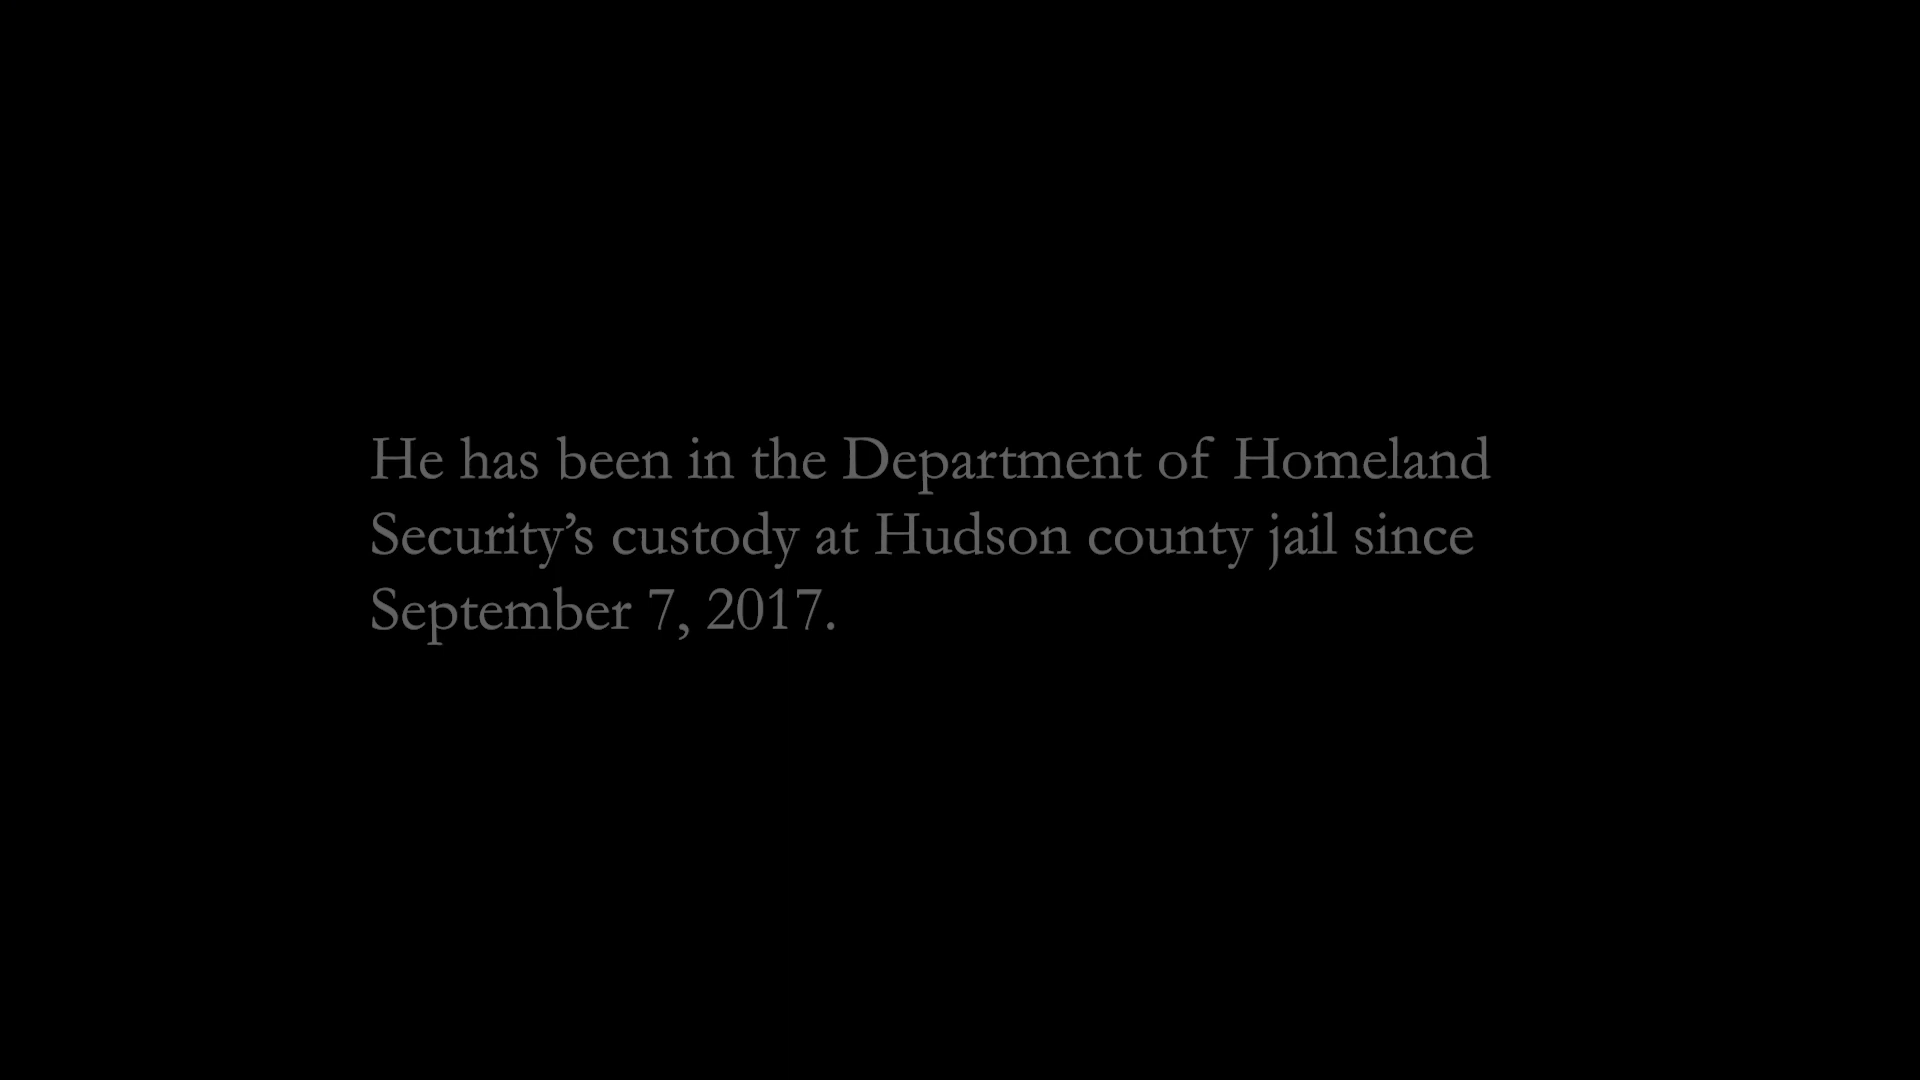 He has been in the Department of Homeland
Security’s custody at Hudson county jail since
September 7, 2017.